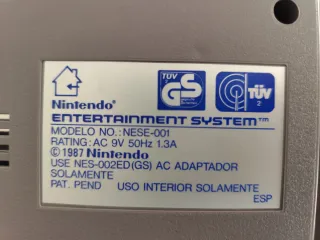 TÜV
GS
TÜV
2
Nintendo®
ENTERTAINMENT SYSTEM™
MODELO NO.: NESE-001
RATING: AC 9V 50Hz 1.3A
©1987 Nintendo
USE NES-002ED(GS) AC ADAPTADOR
SOLAMENTE
PAT. PEND USO INTERIOR SOLAMENTE
ESP